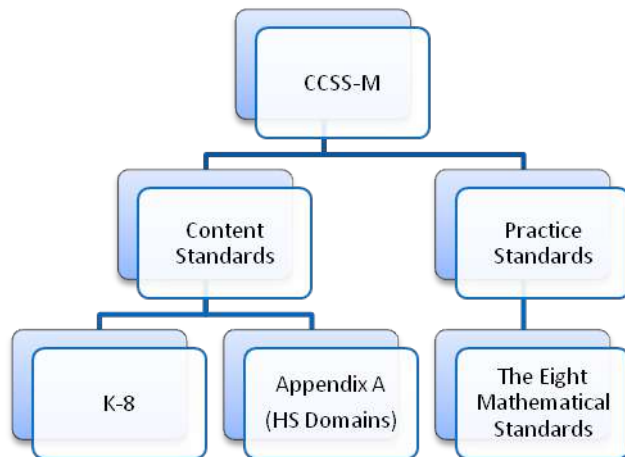 CCSS-M
Content
Standards
Practice
Standards
K-8
Appendix A
(HS Domains)
The Eight
Mathematical
Standards